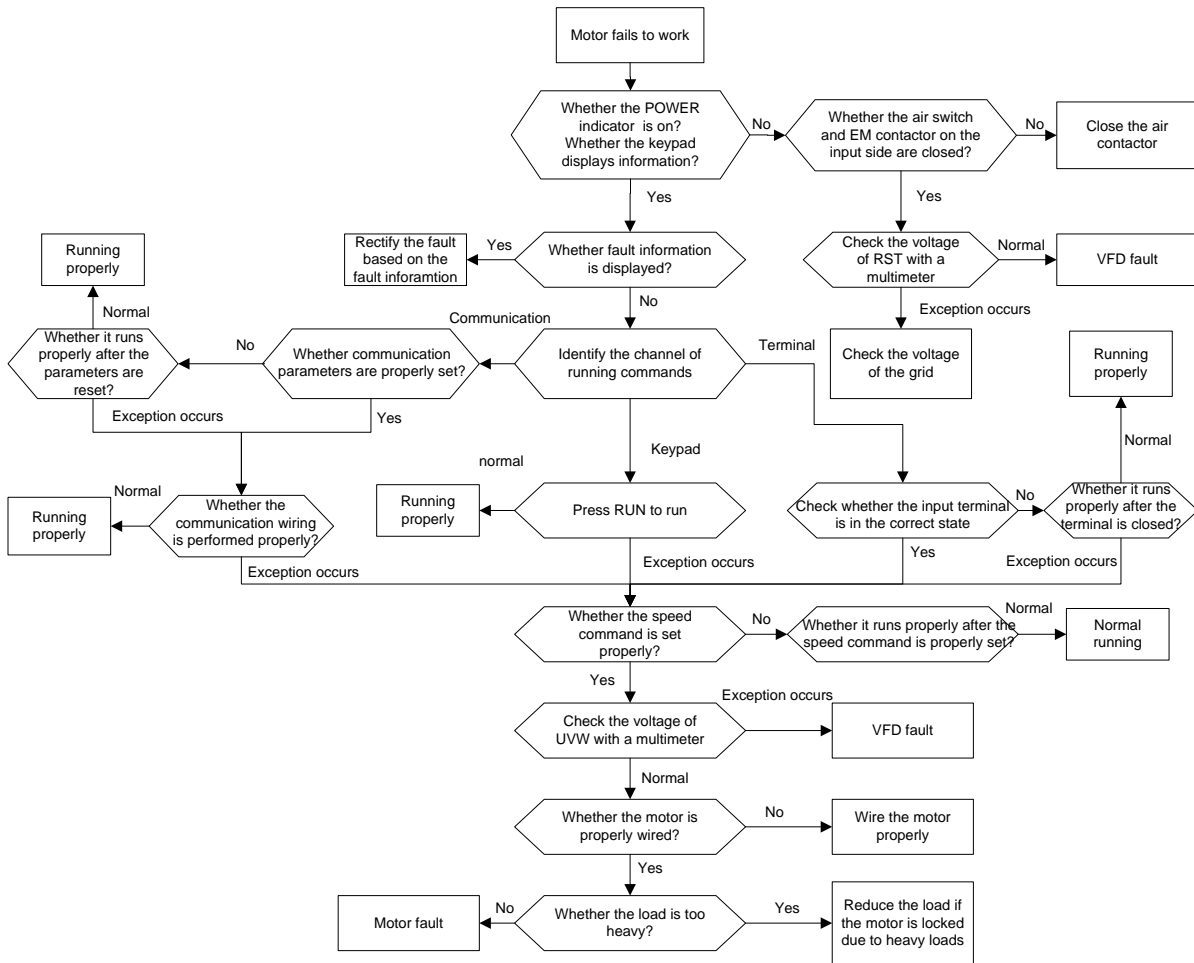 Motor fails to work
Whether the POWER
indicator  is on?
Whether the keypad
displays information?
No
Whether the air switch
and EM contactor on the
input side are closed?
No
Close the air
contactor
Yes
Yes
Rectify the fault
based on the
fault inforamtion
Yes
Whether fault information
is displayed?
Check the voltage
of RST with a
multimeter
Normal
VFD fault
Running
properly
Normal
No
Exception occurs
Communication
Whether it runs
properly after the
parameters are
reset?
No
Whether communication
parameters are properly set?
Identify the channel of
running commands
Terminal
Check the voltage
of the grid
Running
properly
Exception occurs
Yes
Keypad
Normal
normal
Running
properly
Normal
Whether the
communication wiring
is performed properly?
Running
properly
Press RUN to run
Check whether the input terminal
is in the correct state
No
Whether it runs
properly after the
terminal is closed?
Exception occurs
Exception occurs
Yes
Exception occurs
Whether the speed
command is set
properly?
No
Whether it runs properly after the
speed command is properly set?
Normal
Normal
running
Yes
Exception occurs
Check the voltage of
UVW with a multimeter
VFD fault
Normal
Whether the motor is
properly wired?
No
Wire the motor
properly
Yes
Motor fault
No
Whether the load is too
heavy?
Yes
Reduce the load if
the motor is locked
due to heavy loads